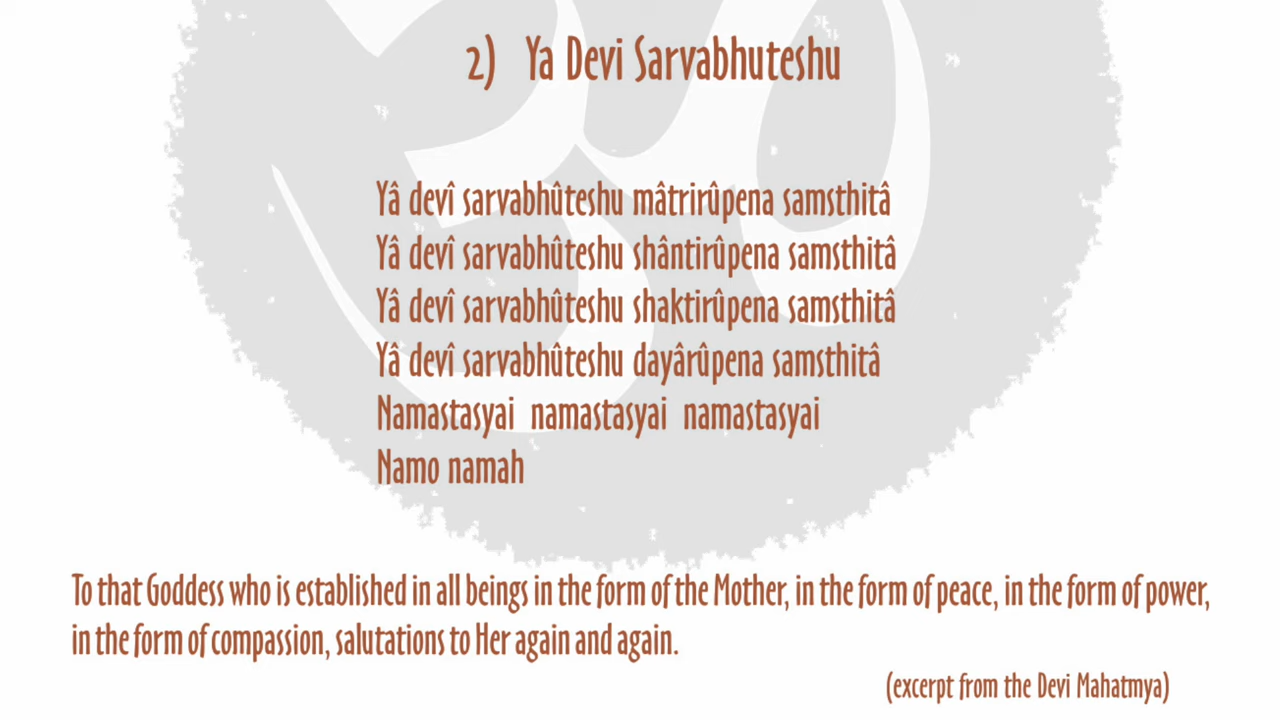 2) Ya Devi Sarvabhuteshu
Yâ devî sarvabhûteshu mâtrirûpena samsthitâ
Yâ devî sarvabhûteshu shântirûpena samsthitâ
Yâ devî sarvabhûteshu shaktirûpena samsthitâ
Yâ devî sarvabhûteshu dayârûpena samsthitâ
Namastasyai namastasyai namastasyai
Namo namah
To that Goddess who is established in all beings in the form of the Mother, in the form of peace, in the form of power,
in the form of compassion, salutations to Her again and again.
(excerpt from the Devi Mahatmya)